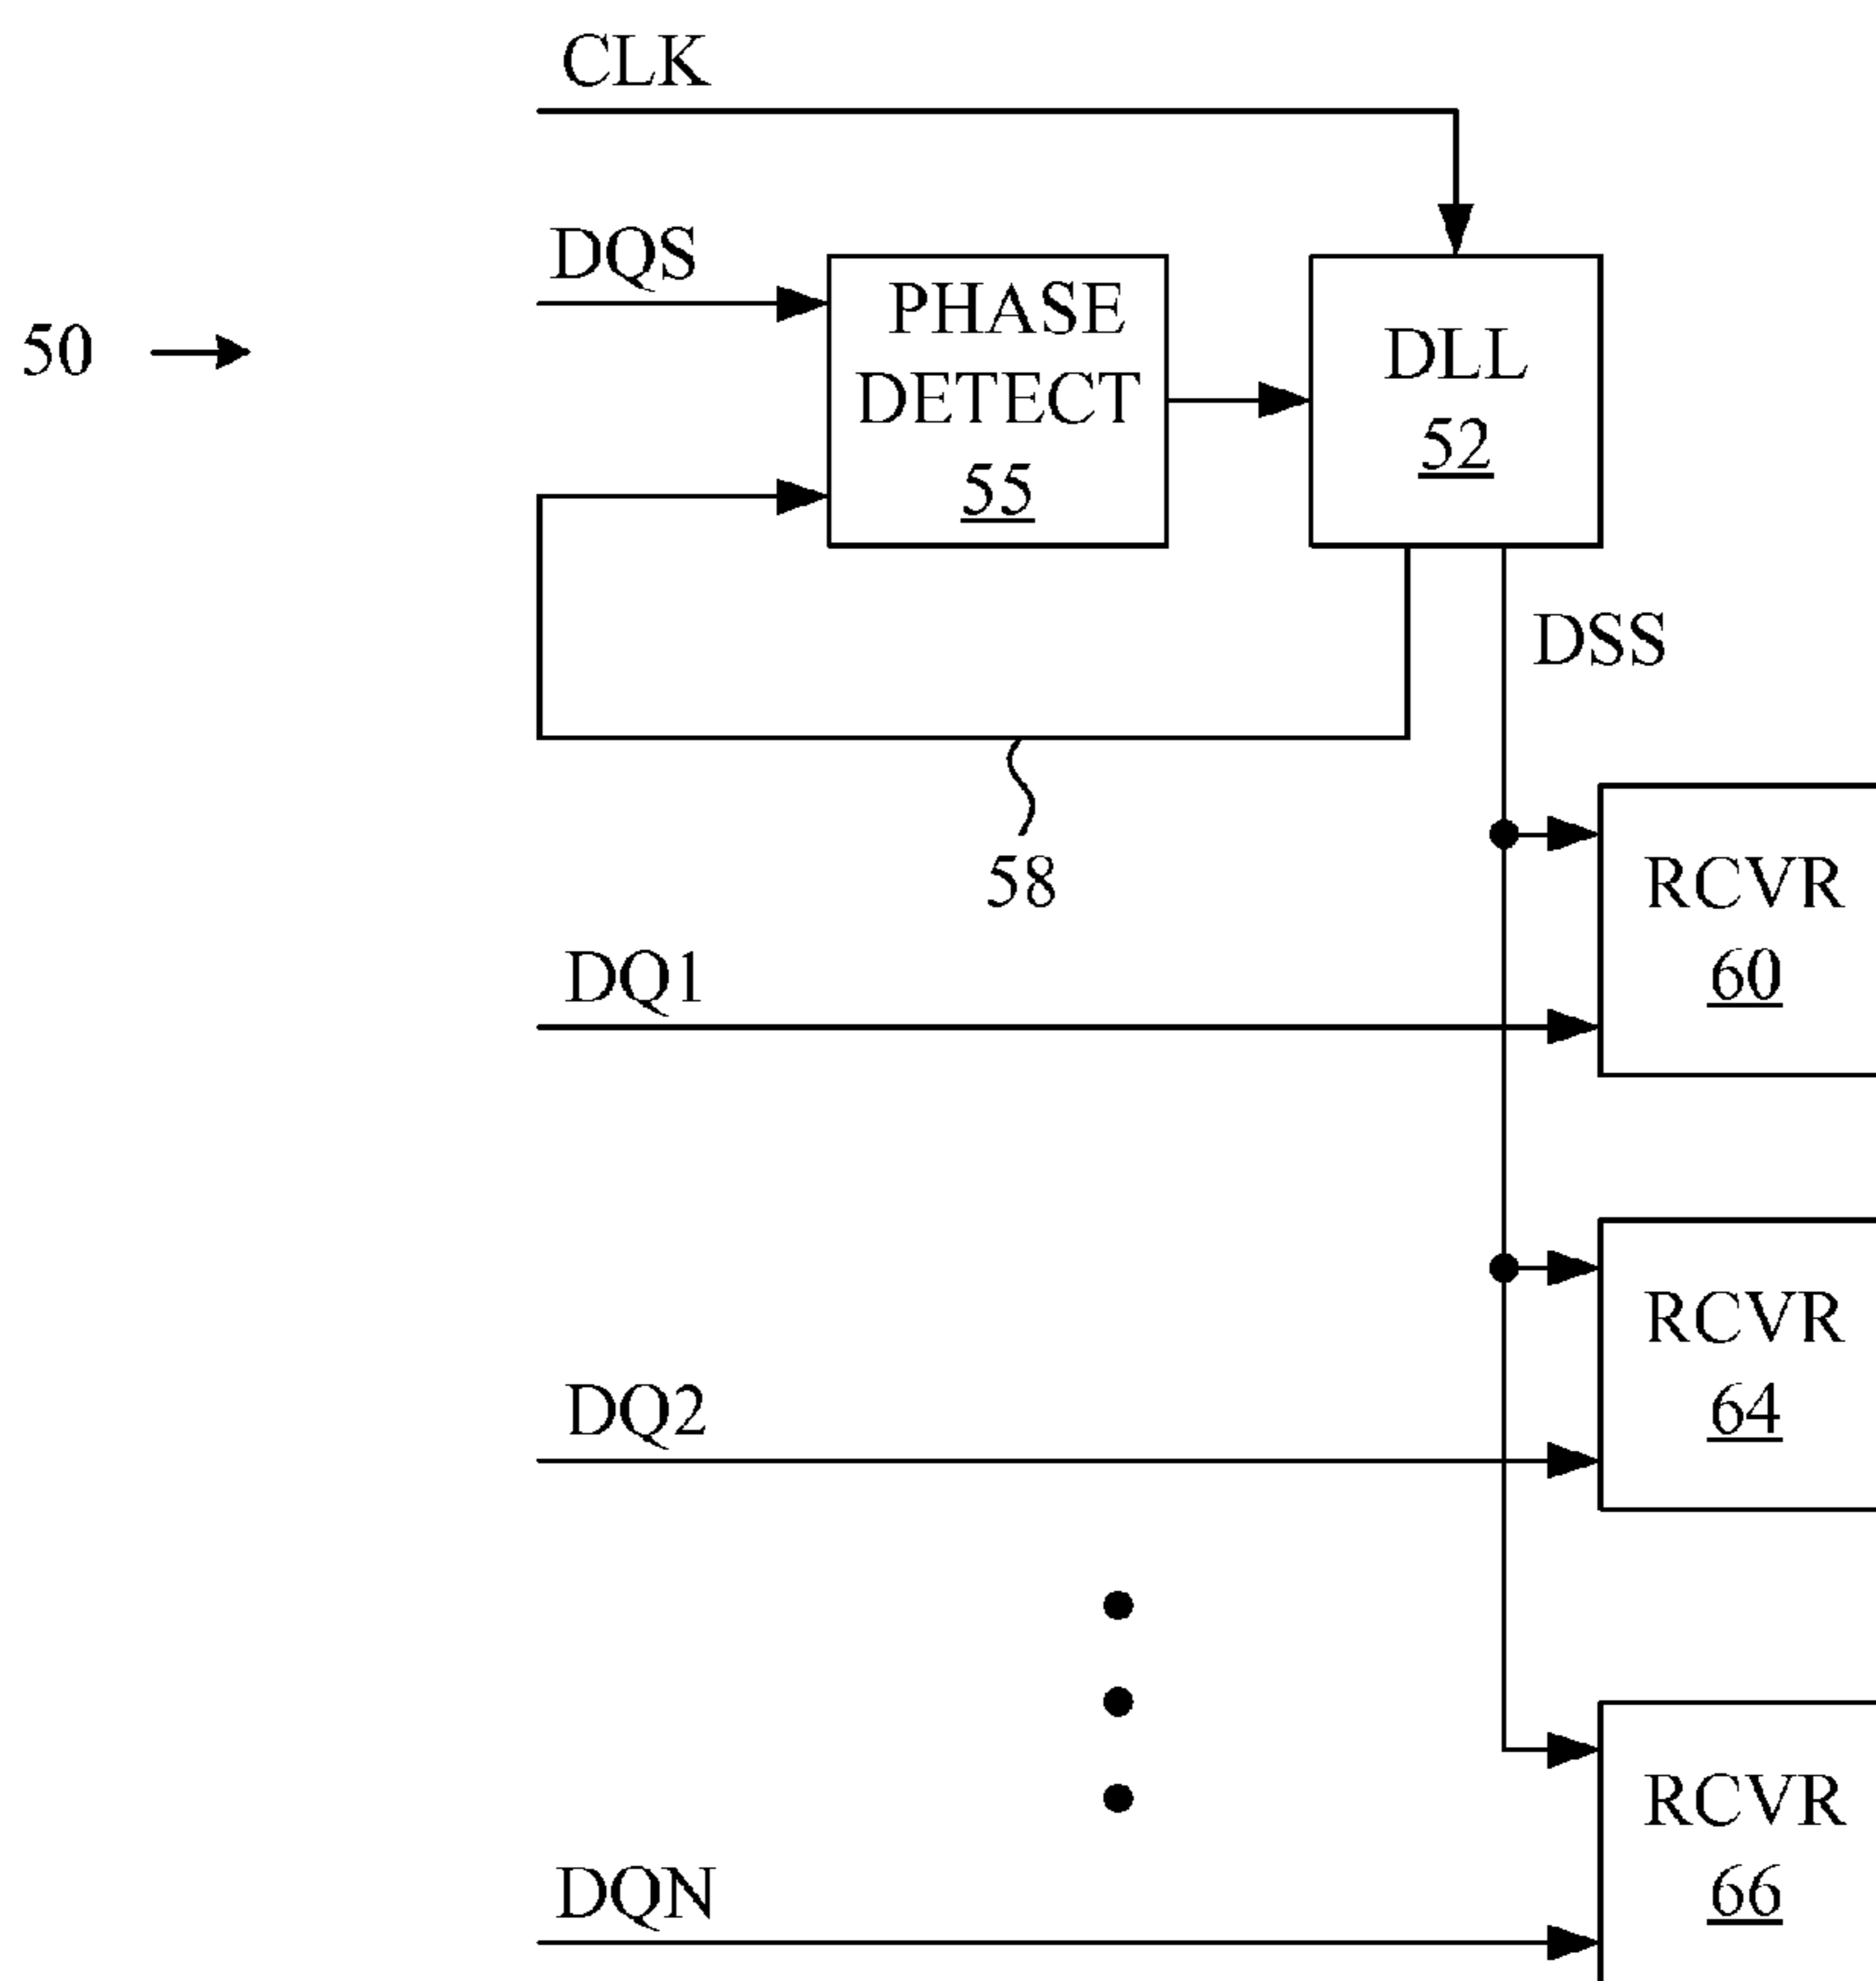 CLK
DQS
50
PHASE
DETECT
55
DLL
52
DSS
58
RCVR
60
DQ1
RCVR
64
DQ2
RCVR
66
DQN